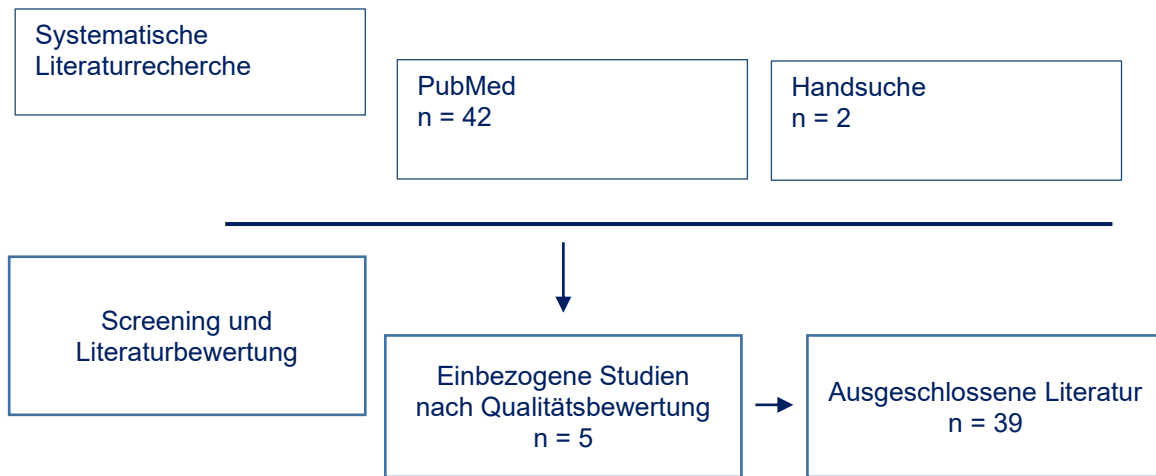 Systematische
Literaturrecherche
PubMed
n = 42
Handsuche
n = 2
Screening und
Literaturbewertung
Einbezogene Studien
nach Qualitätsbewertung
n = 5
Ausgeschlossene Literatur
n = 39